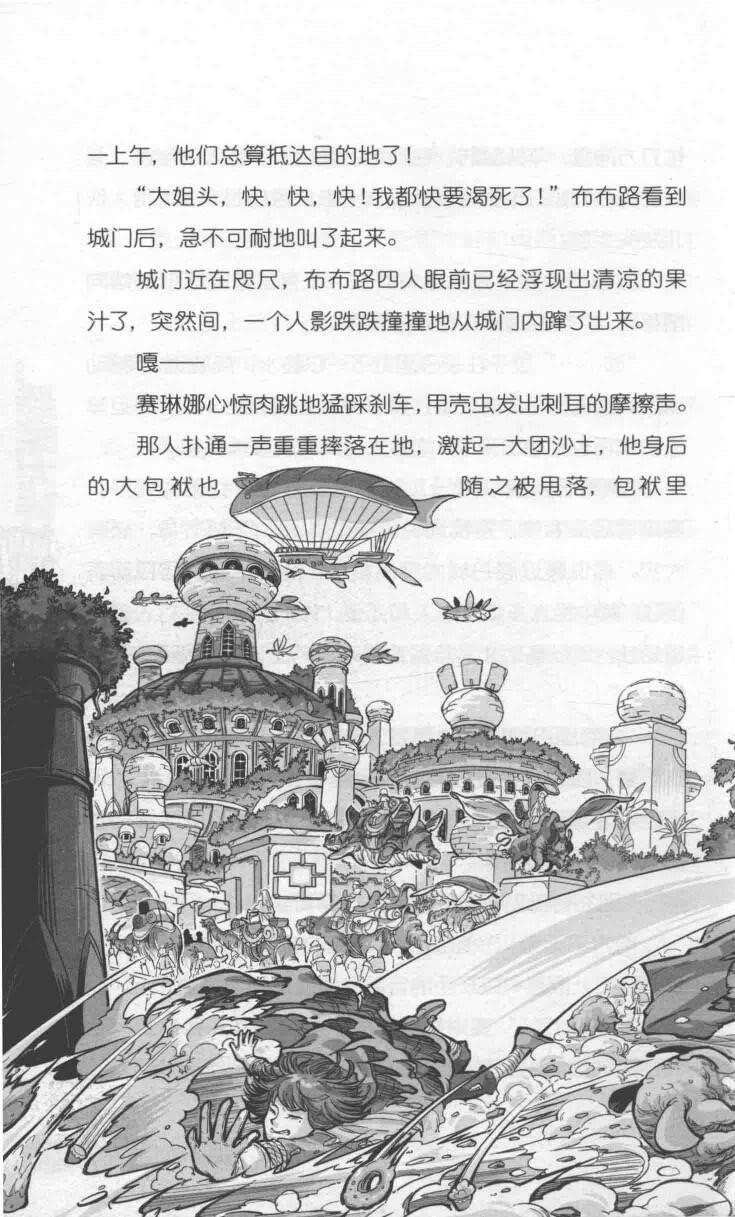 一上午，他们总算抵达目的地了！
“大姐头，快，快，快！我都快要渴死了！”布布路看到
城门后，急不可耐地叫了起来。
城门近在咫尺，布布路四人眼前已经浮现出清凉的果
汁了，突然间，一个人影跌跌撞撞地从城门内蹿了出来。
嘎——
赛琳娜心惊肉跳地猛踩刹车，甲壳虫发出刺耳的摩擦声。
那人扑通一声重重摔落在地，激起一大团沙土，他身后
的大包袱也 随之被甩落，包袱里